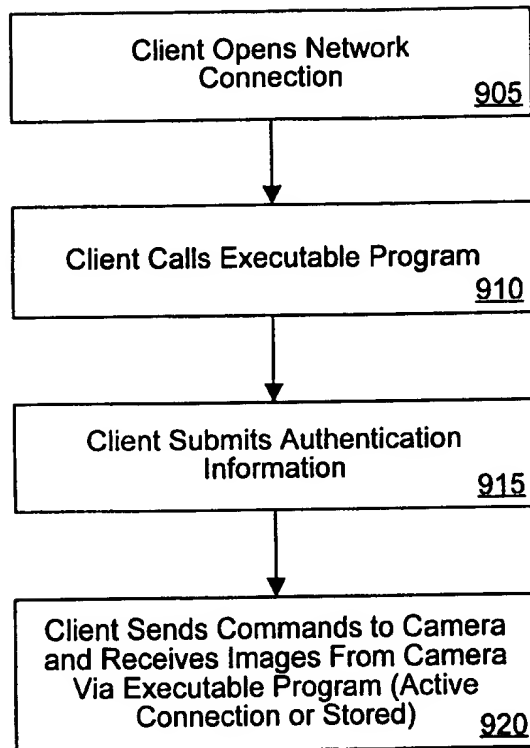 Client Opens Network
Connection
905
Client Calls Executable Program
910
Client Submits Authentication
Information
915
Client Sends Commands to Camera
and Receives Images From Camera
Via Executable Program (Active
Connection or Stored)
920